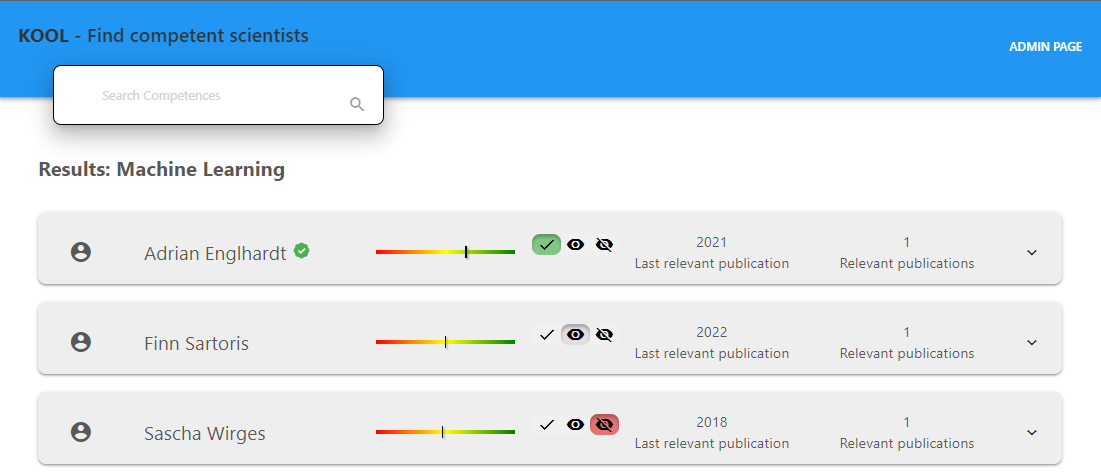 KOOL - Find competent scientists
ADMIN PAGE
Search Competences
Results: Machine Learning
Adrian Englhardt
2021
Last relevant publication
1
Relevant publications
Finn Sartoris
2022
Last relevant publication
1
Relevant publications
Sascha Wirges
2018
Last relevant publication
1
Relevant publications